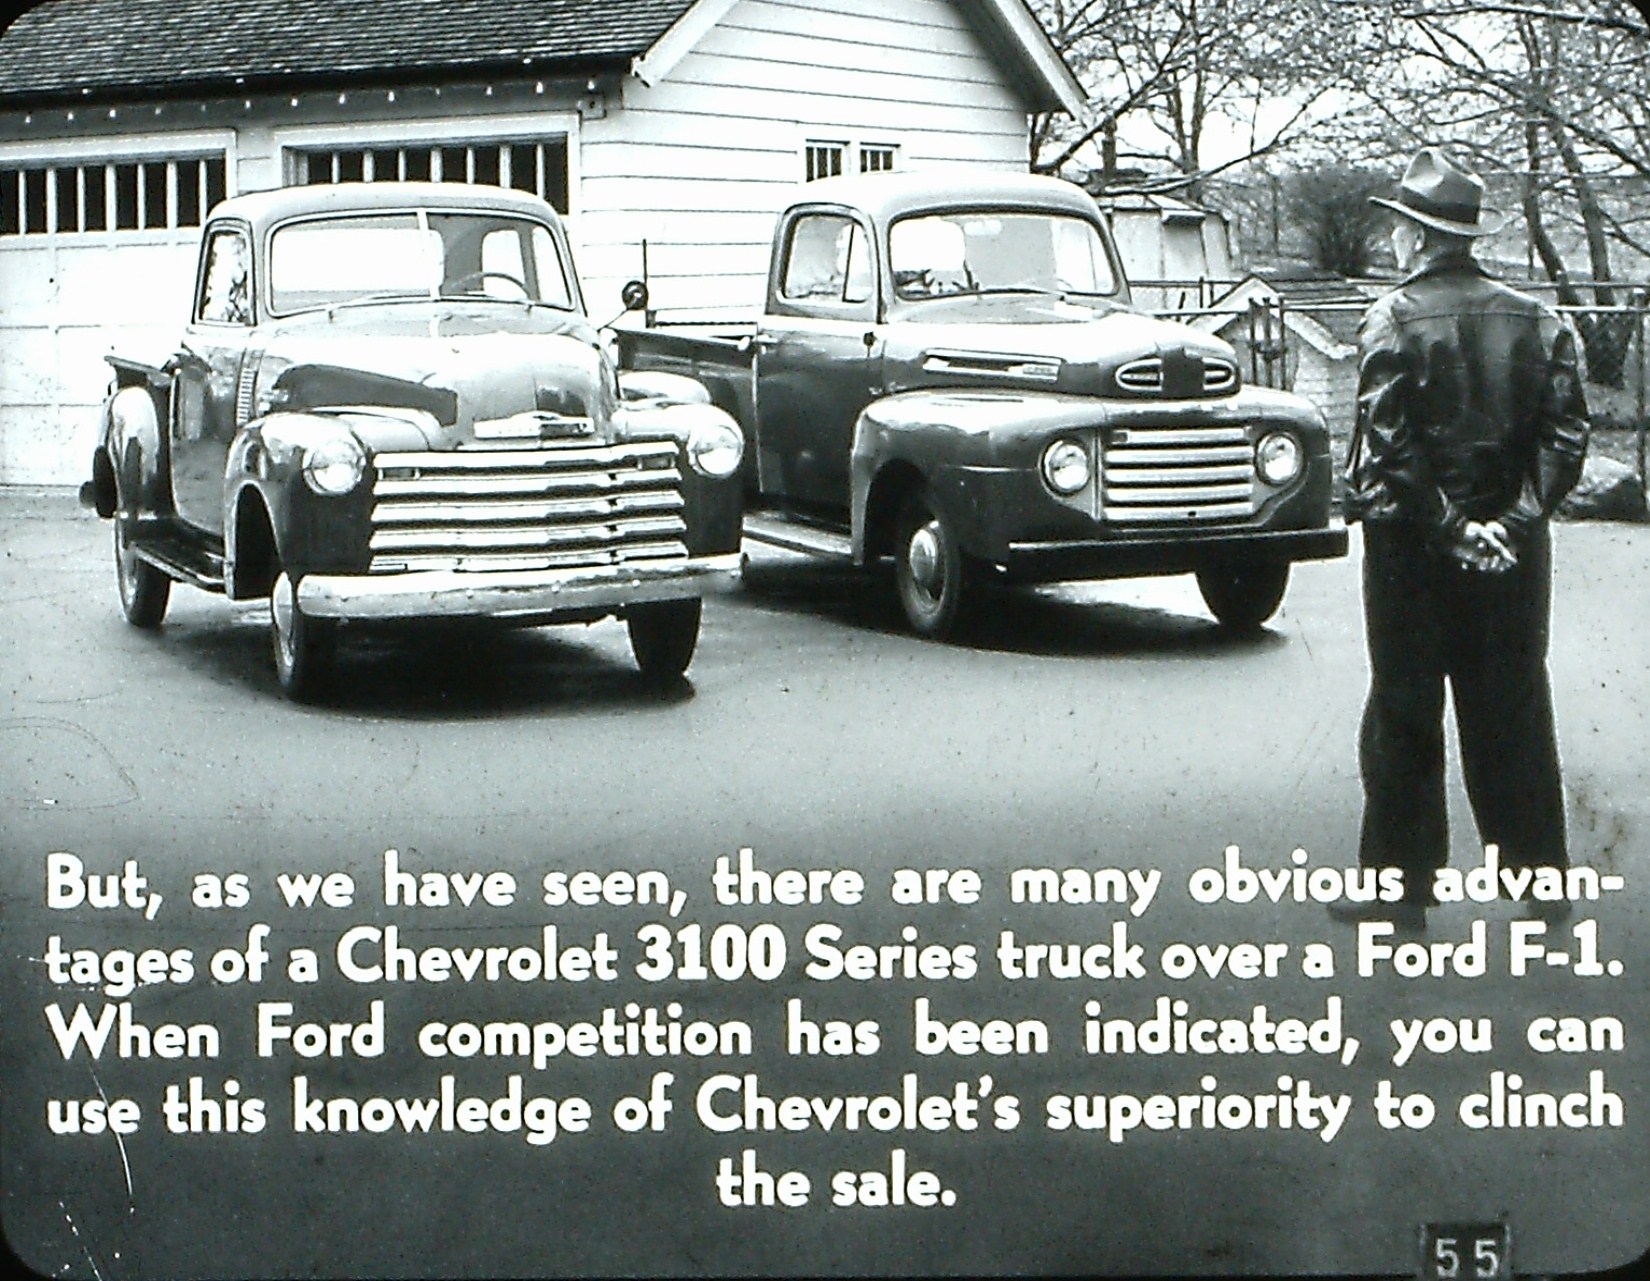 But, as we have seen, there are many obvious advan-
tages of a Chevrolet 3100 Series truck over a Ford F-1.
When Ford competition has been indicated, you can
use this knowledge of Chevrolet's superiority to clinch
the sale.
55